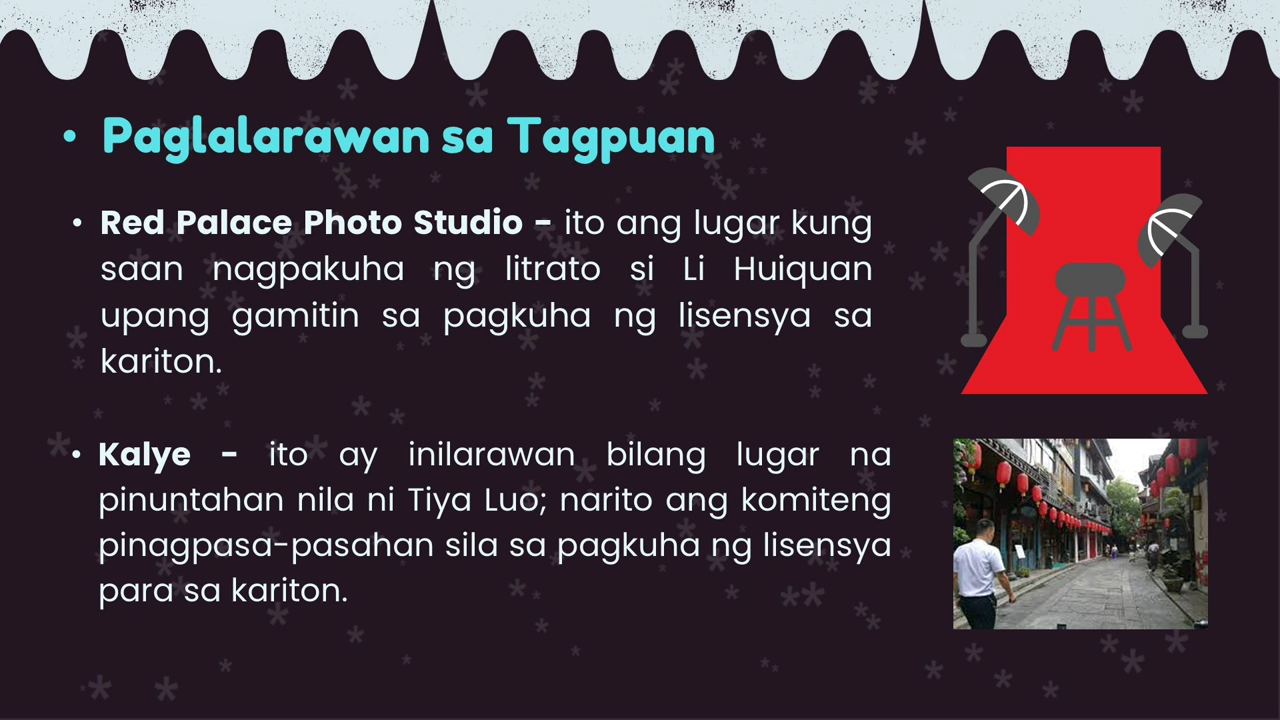 • Paglalarawan sa Tagpuan
• Red Palace Photo Studio – ito ang lugar kung
saan nagpakuha ng litrato si Li Huiquan
upang gamitin sa pagkuha ng lisensya sa
kariton.
• Kalye – ito ay inilarawan bilang lugar na
pinuntahan nila ni Tiya Luo; narito ang komiteng
pinagpasa-pasahan sila sa pagkuha ng lisensya
para sa kariton.